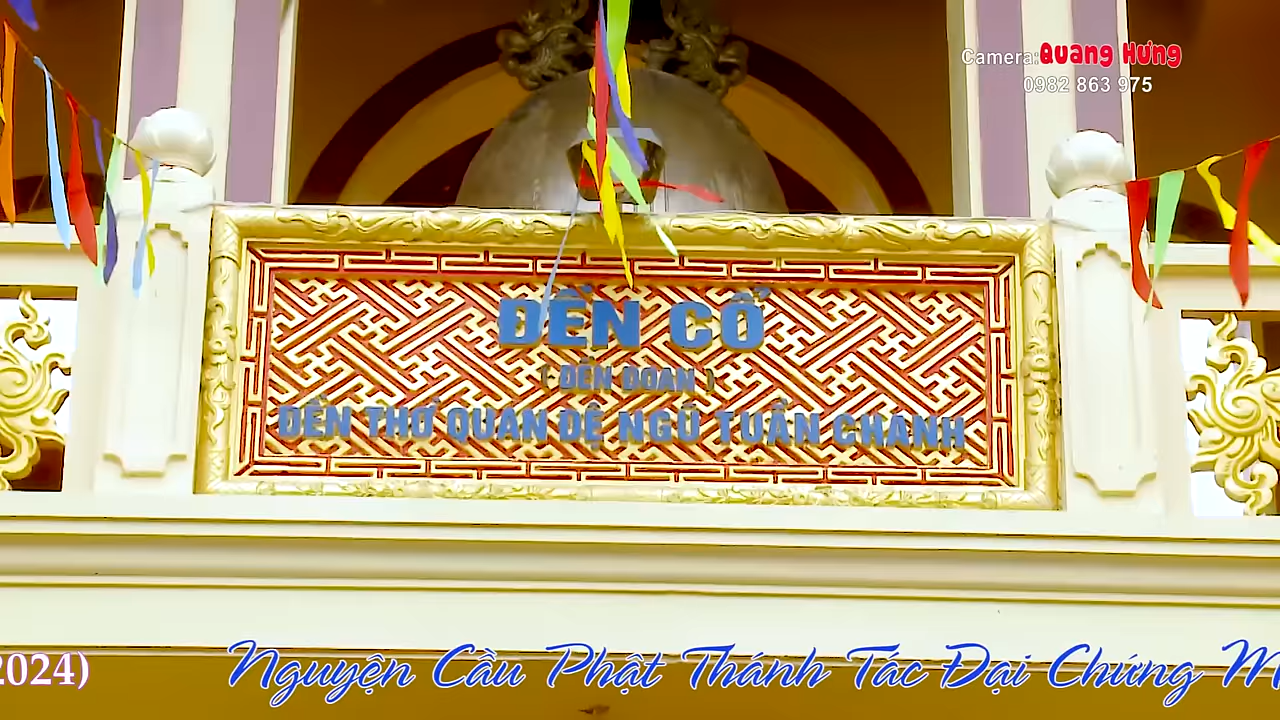 Camera: Quang Hưng
0982 863 975
ĐỀN CỔ
( ĐỀN ĐOAN )
ĐỀN THỜ QUAN ĐỆ NGŨ TUẦN CHANH
2024)
Nguyện Cầu Phật Thánh Tác Đại Chứng M